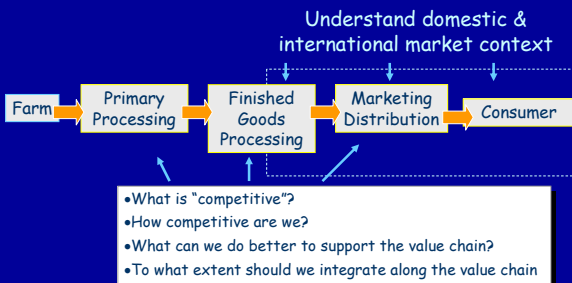 Understand domestic &
international market context
Farm
Primary
Processing
Finished
Goods
Processing
Marketing
Distribution
Consumer
•What is “competitive”?
•How competitive are we?
•What can we do better to support the value chain?
•To what extent should we integrate along the value chain